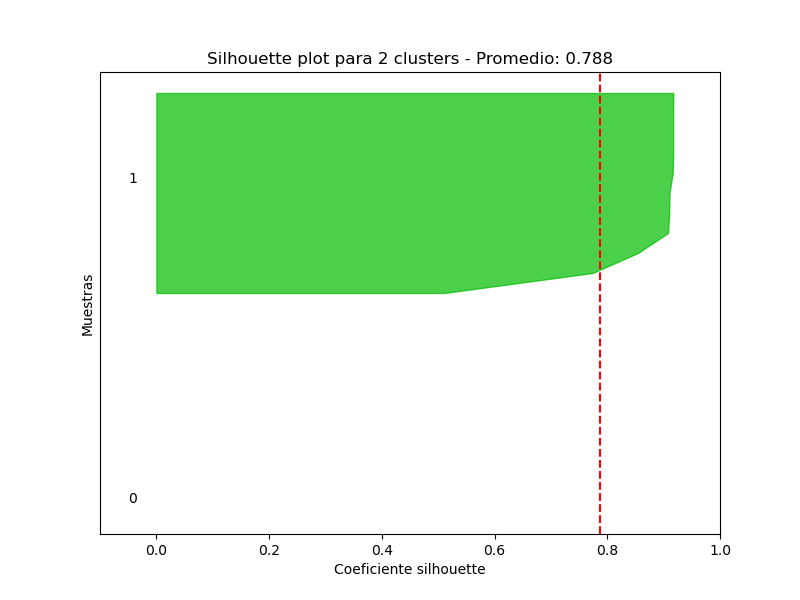 Silhouette plot para 2 clusters - Promedio: 0.788
1
Muestras
0
0.0 0.2 0.4 0.6 0.8 1.0
Coeficiente silhouette